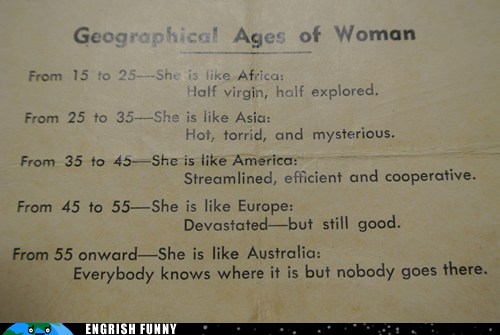 Geographical Ages of Woman
From 15 to 25—She is like Africa:
Half virgin, half explored.
From 25 to 35—She is like Asia:
Hot, torrid, and mysterious.
From 35 to 45—She is like America:
Streamlined, efficient and cooperative.
From 45 to 55—She is like Europe:
Devastated—but still good.
From 55 onward—She is like Australia:
Everybody knows where it is but nobody goes there.
ENGRISH FUNNY